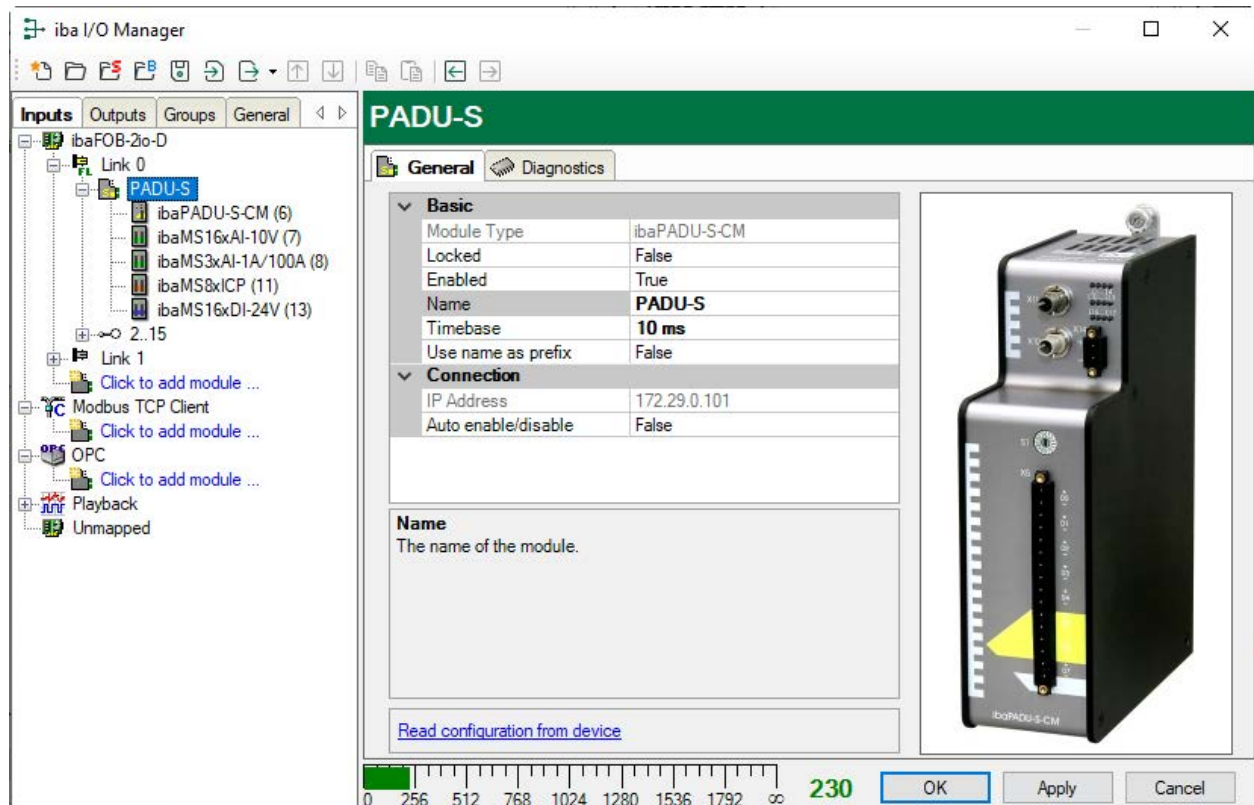 iba I/O Manager
Inputs Outputs Groups General
PADU-S
ibaFOB-2io-D
Link 0
PADU-S
ibaPADU-S-CM (6)
ibaMS16xAI-10V (7)
ibaMS3xAI-1A/100A (8)
ibaMS8xICP (11)
ibaMS16xDI-24V (13)
2..15
Link 1
Click to add module ...
Modbus TCP Client
Click to add module ...
OPC
Click to add module ...
Playback
Unmapped
General Diagnostics
Basic
Module Type ibaPADU-S-CM
Locked False
Enabled True
Name PADU-S
Timebase 10 ms
Use name as prefix False
Connection
IP Address 172.29.0.101
Auto enable/disable False
Name
The name of the module.
Read configuration from device
S1
X5
ibaPADU-S-CM
0 256 512 768 1024 1280 1536 1792 ∞
230
OK Apply Cancel